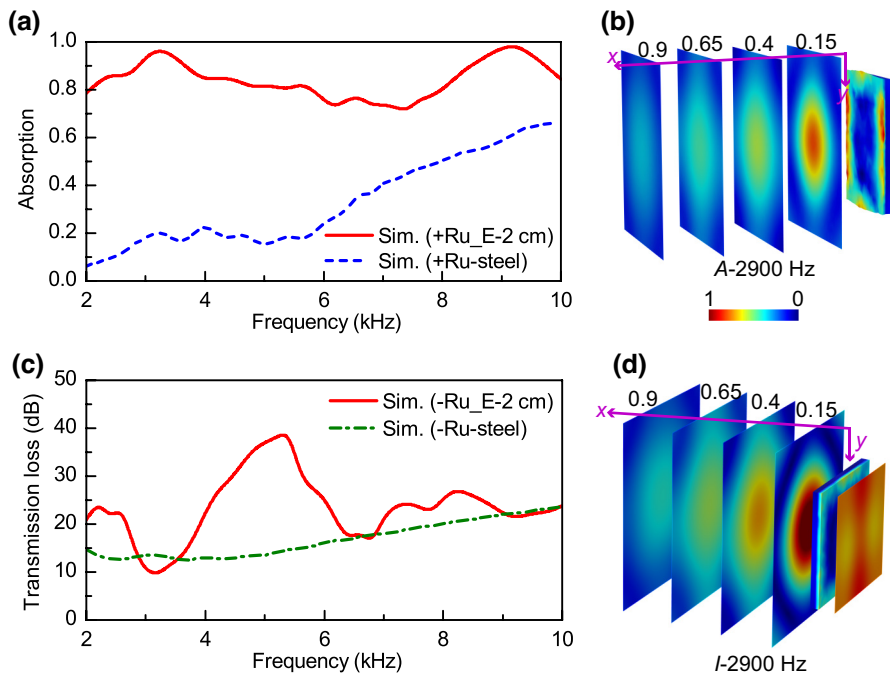 (a)
1.0
0.8
0.6
0.4
0.2
0.0
Absorption
Sim. (+Ru_E-2 cm)
Sim. (+Ru-steel)
2 4 6 8 10
Frequency (kHz)
(b)
x 0.9 0.65 0.4 0.15
y
A-2900 Hz
1 0
(c)
50
40
30
20
10
0
Transmission loss (dB)
Sim. (-Ru_E-2 cm)
Sim. (-Ru-steel)
2 4 6 8 10
Frequency (kHz)
(d)
x 0.9 0.65 0.4 0.15
y
I-2900 Hz